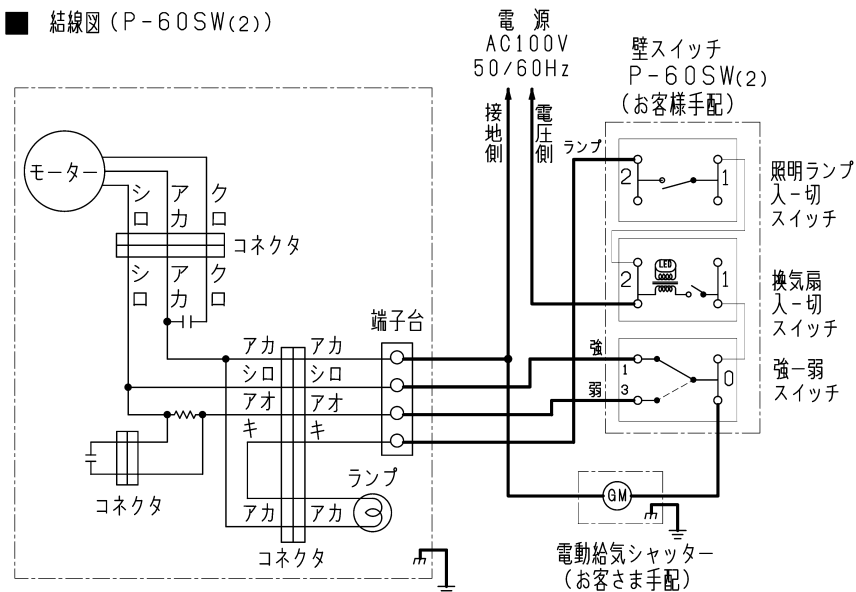 ■ 結線図(P-60SW(2))
電源
AC100V
50/60Hz
接地側
電圧側
壁スイッチ
P-60SW(2)
(お客様手配)
モーター
シロ
アカ
クロ
コネクタ
シロ
アカ
クロ
端子台
アカ
アカ
シロ
シロ
アオ
アオ
キ
キ
アカ
アカ
ランプ
コネクタ
コネクタ
ランプ
2
1
照明ランプ
入-切
スイッチ
LED
2
1
換気扇
入-切
スイッチ
強
1
弱
3
0
強-弱
スイッチ
GM
電動給気シャッター
(お客さま手配)